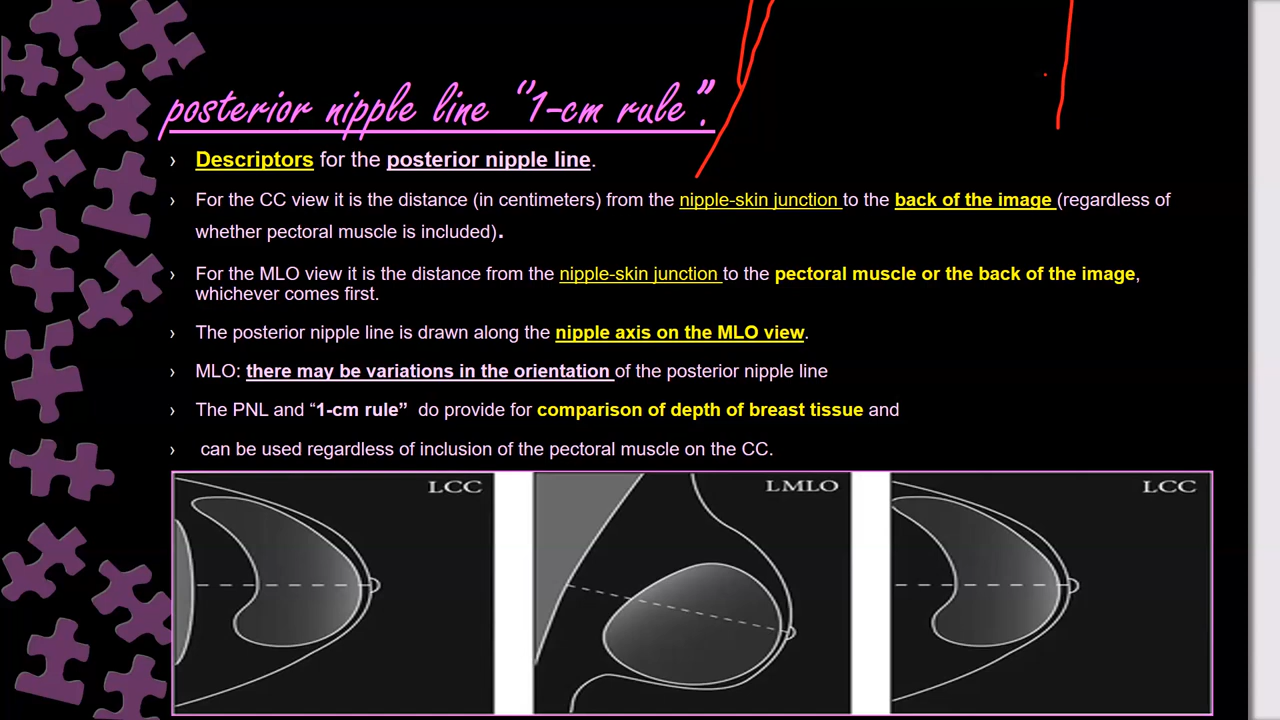 posterior nipple line “1-cm rule”.
› Descriptors for the posterior nipple line.
› For the CC view it is the distance (in centimeters) from the nipple-skin junction to the back of the image (regardless of
whether pectoral muscle is included).
› For the MLO view it is the distance from the nipple-skin junction to the pectoral muscle or the back of the image,
whichever comes first.
› The posterior nipple line is drawn along the nipple axis on the MLO view.
› MLO: there may be variations in the orientation of the posterior nipple line
› The PNL and “1-cm rule” do provide for comparison of depth of breast tissue and
› can be used regardless of inclusion of the pectoral muscle on the CC.
LCC
LMLO
LCC